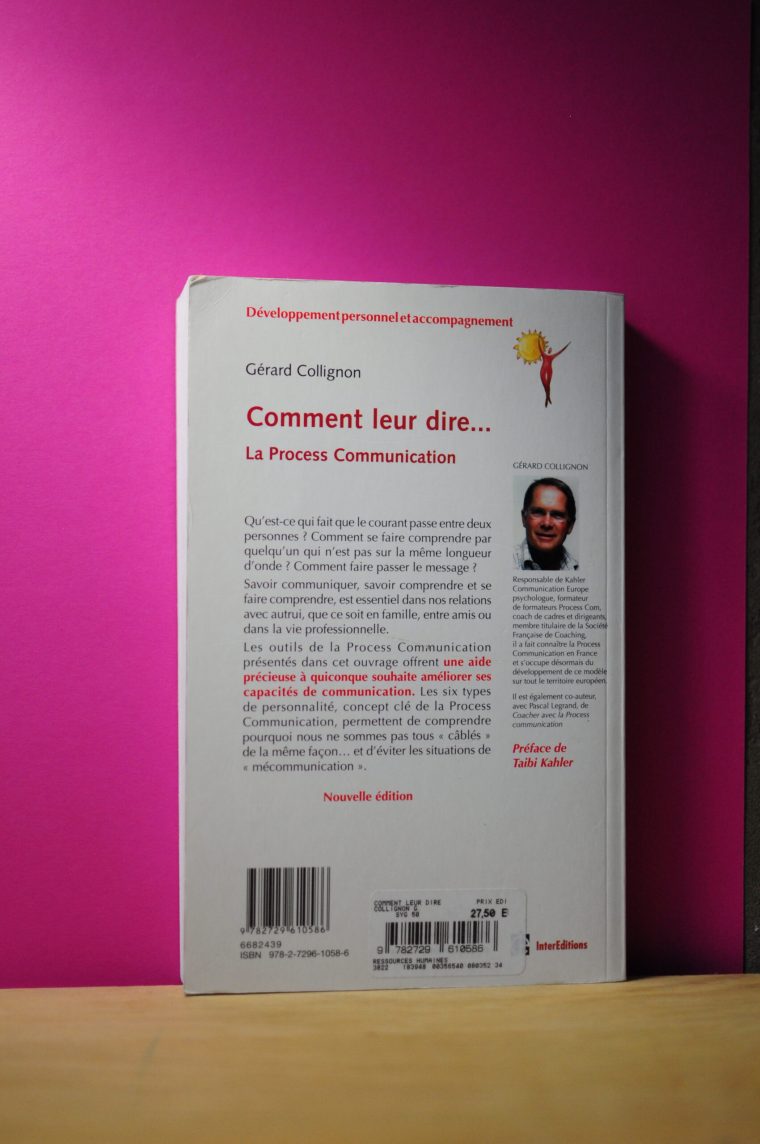 Développement personnel et accompagnement
Gérard Collignon
Comment leur dire...
La Process Communication
Qu'est-ce qui fait que le courant passe entre deux
personnes ? Comment se faire comprendre par
quelqu'un qui n'est pas sur la même longueur
d'onde ? Comment faire passer le message ?
Savoir communiquer, savoir comprendre et se
faire comprendre, est essentiel dans nos relations
avec autrui, que ce soit en famille, entre amis ou
dans la vie professionnelle.
Les outils de la Process Communication
présentés dans cet ouvrage offrent une aide
précieuse à quiconque souhaite améliorer ses
capacités de communication. Les six types
de personnalité, concept clé de la Process
Communication, permettent de comprendre
pourquoi nous ne sommes pas tous « câblés »
de la même façon... et d'éviter les situations de
« mécommunication ».
Nouvelle édition
GÉRARD COLLIGNON
Responsable de Kahler
Communication Europe
psychologue, formateur
de formateurs Process Com,
coach de cadres et dirigeants,
membre titulaire de la Société
Française de Coaching,
il a fait connaître la Process
Communication en France
et s'occupe désormais du
développement de ce modèle
sur tout le territoire européen.
Il est également co-auteur,
avec Pascal Legrand, de
Coacher avec la Process
communication
Préface de
Taibi Kahler
9 782729 610586
6682439
ISBN 978-2-7296-1058-6
COMMENT LEUR DIRE PRIX EDI
COLLIGNON G
SYG 50 27,50 E
9 782729 610586
RESSOURCES HUMAINES
3822 183948 00356540 080352 34
InterEditions